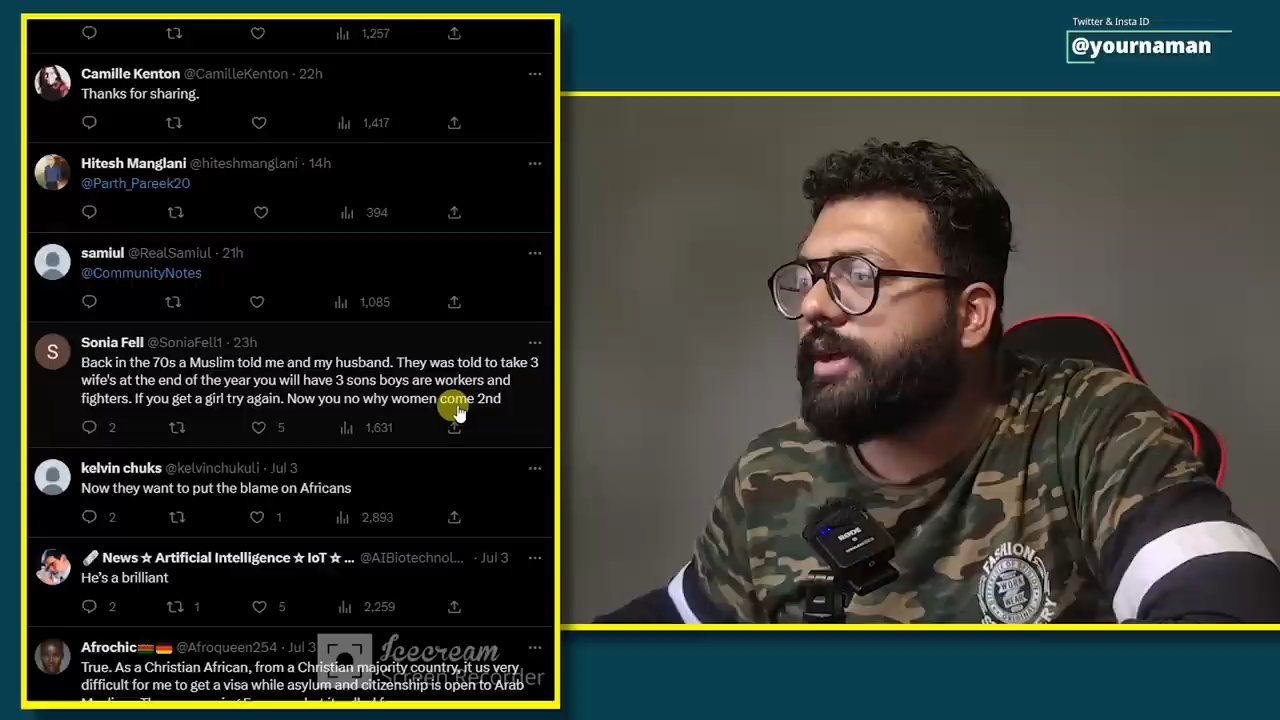 Twitter & Insta ID
@yournaman
1,257
Camille Kenton @CamilleKenton · 22h
Thanks for sharing.
1,417
Hitesh Manglani @hiteshmanglani · 14h
@Parth_Pareek20
394
samiul @RealSamiul · 21h
@CommunityNotes
1,085
S
Sonia Fell @SoniaFell1 · 23h
Back in the 70s a Muslim told me and my husband. They was told to take 3
wife's at the end of the year you will have 3 sons boys are workers and
fighters. If you get a girl try again. Now you no why women come 2nd
2 5 1,631
kelvin chuks @kelvinchukuli · Jul 3
Now they want to put the blame on Africans
2 1 2,893
News ☆ Artificial Intelligence ☆ IoT ☆ ... @AIBiotechnol... · Jul 3
He's a brilliant
2 1 5 2,259
Afrochic @Afroqueen254 · Jul 3
True. As a Christian African, from a Christian majority country, it us very
difficult for me to get a visa while asylum and citizenship is open to Arab
Icecream
Screen Recorder
RODE
FASHION
WORK
WEAR